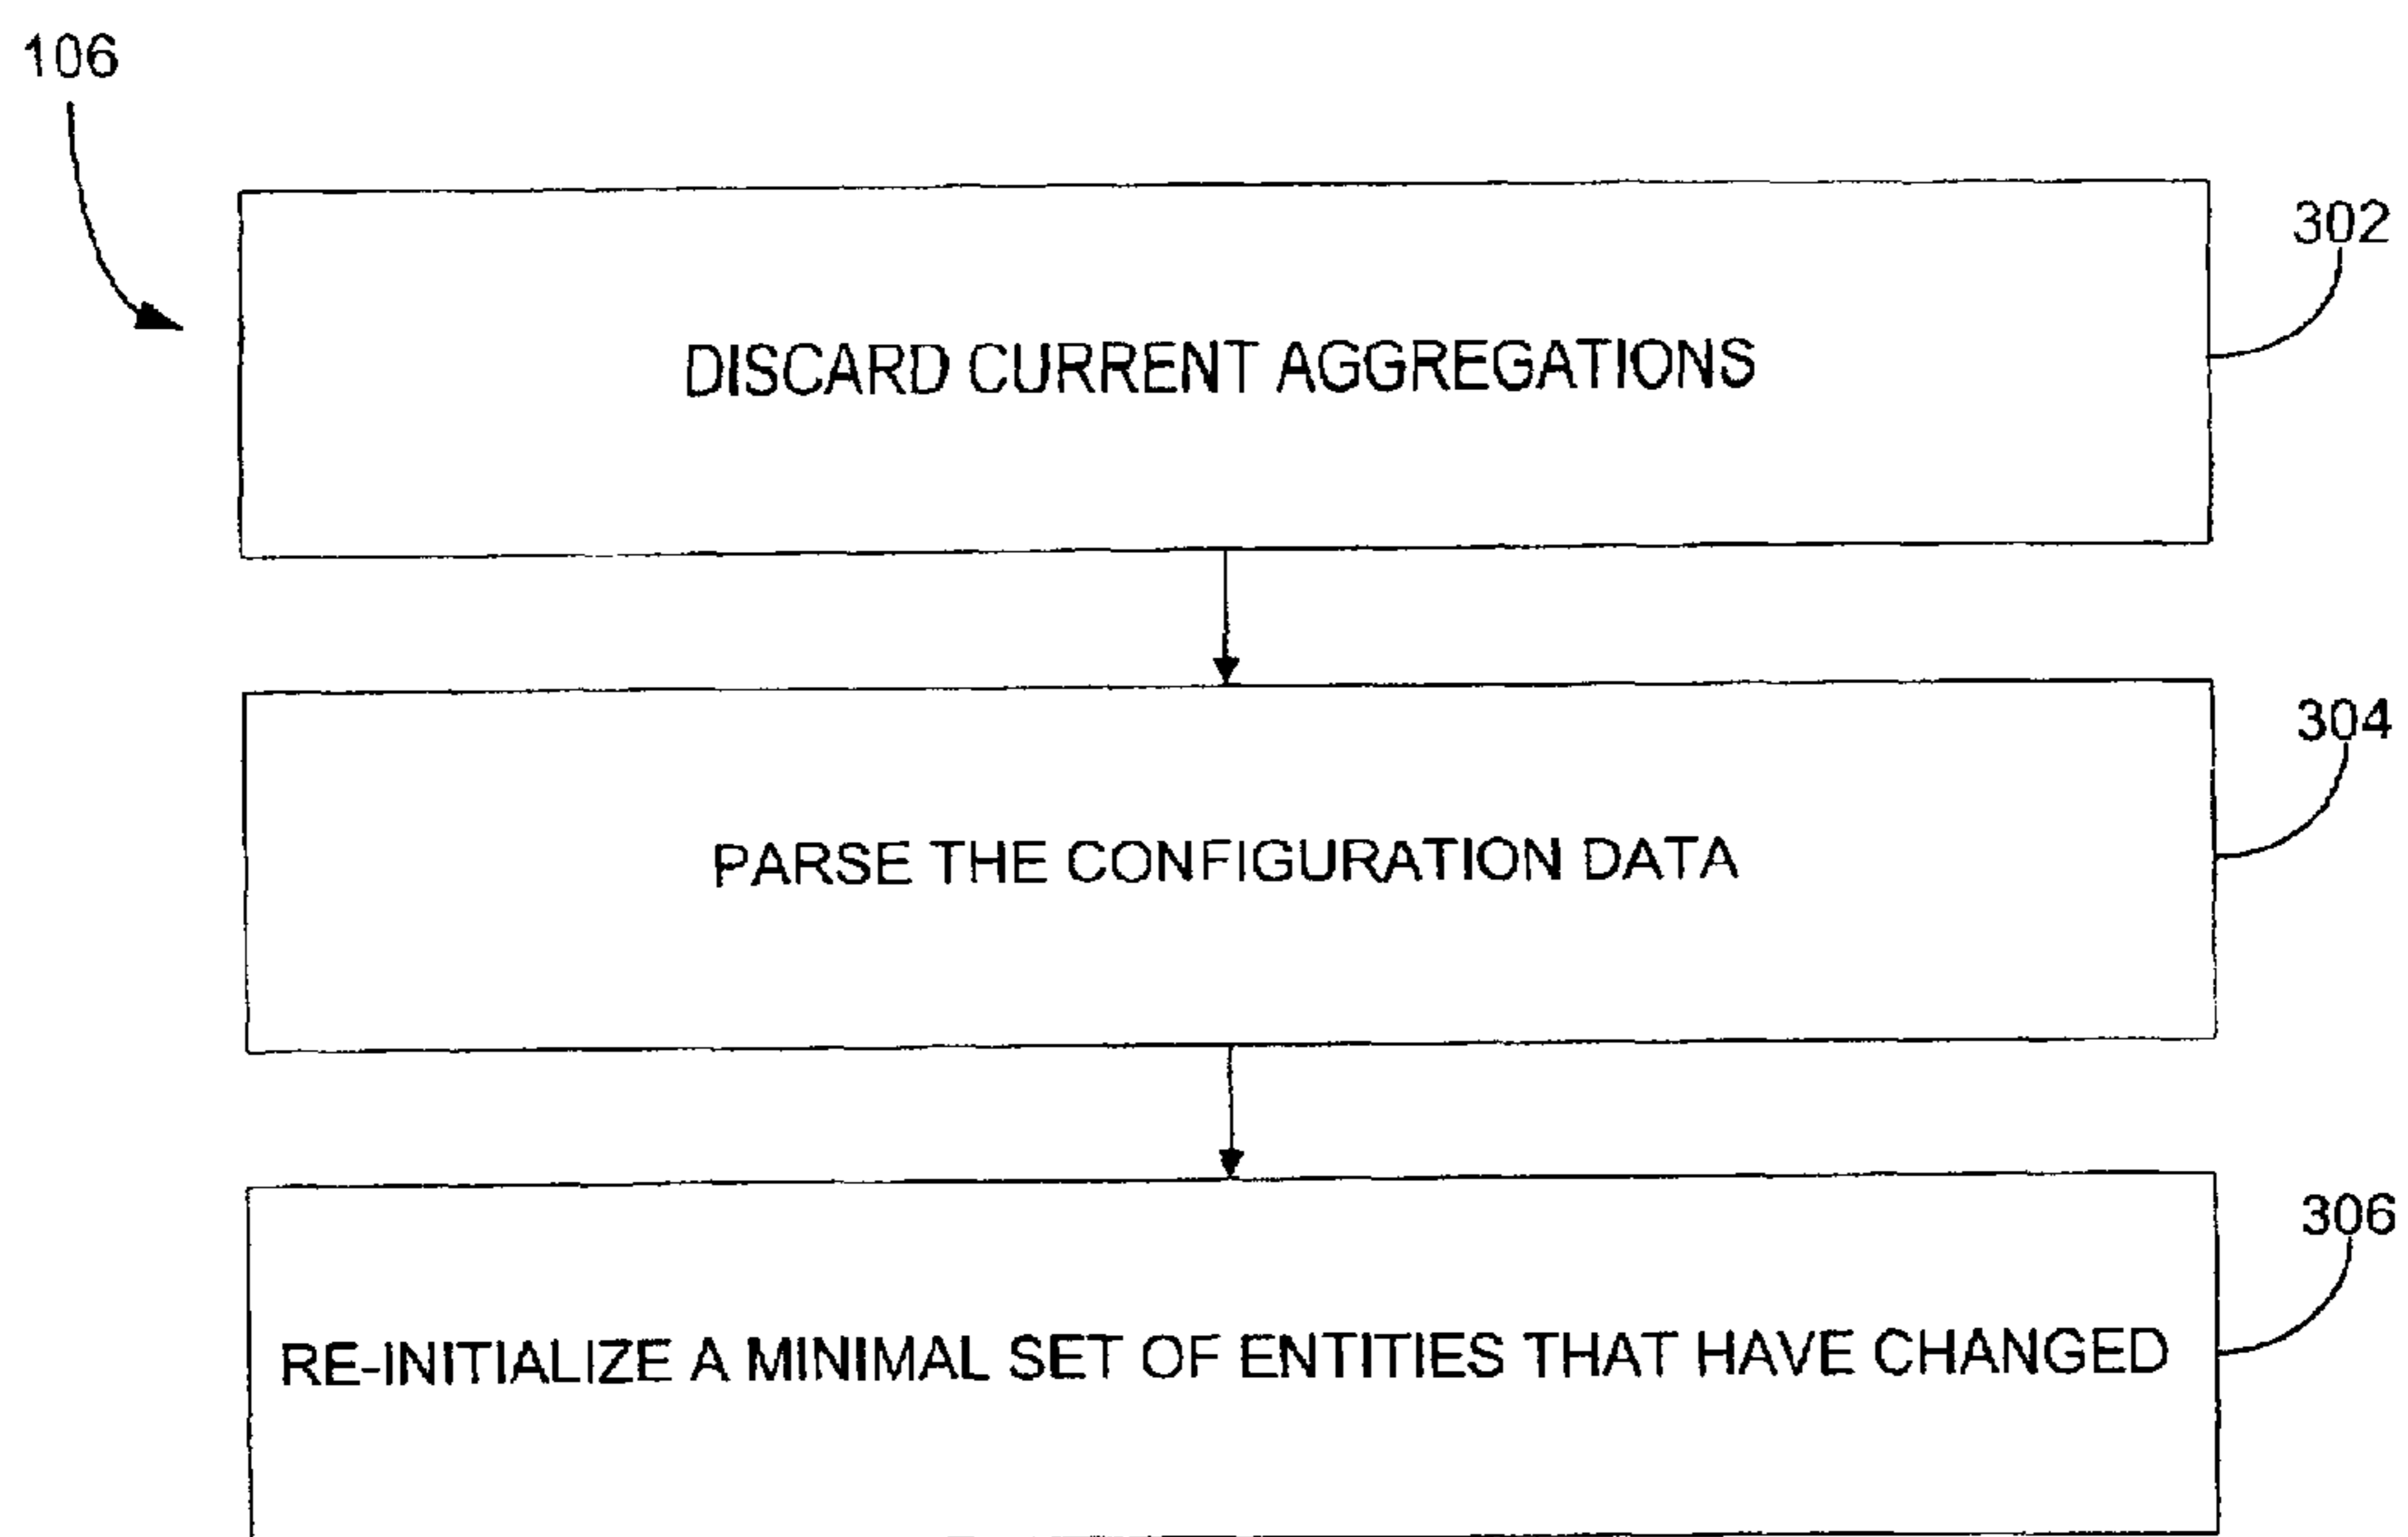 106
302
DISCARD CURRENT AGGREGATIONS
304
PARSE THE CONFIGURATION DATA
306
RE-INITIALIZE A MINIMAL SET OF ENTITIES THAT HAVE CHANGED